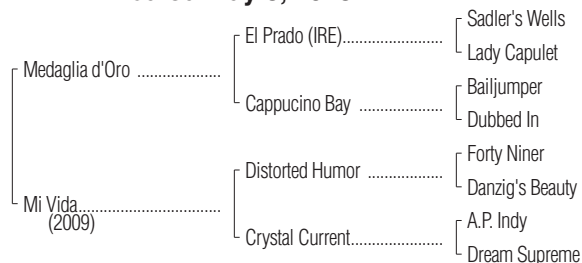 Sadler's Wells
El Prado (IRE)....................
Lady Capulet
Medaglia d'Oro .................
Bailjumper
Cappucino Bay .................
Dubbed In
Forty Niner
Distorted Humor ...............
Danzig's Beauty
Mi Vida.............................
(2009)
A.P. Indy
Crystal Current..................
Dream Supreme